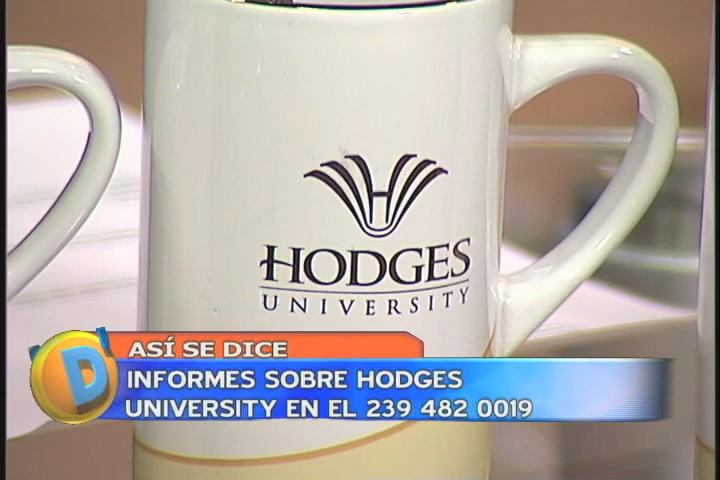 HODGES
UNIVERSITY
D
ASÍ SE DICE
INFORMES SOBRE HODGES
UNIVERSITY EN EL 239 482 0019